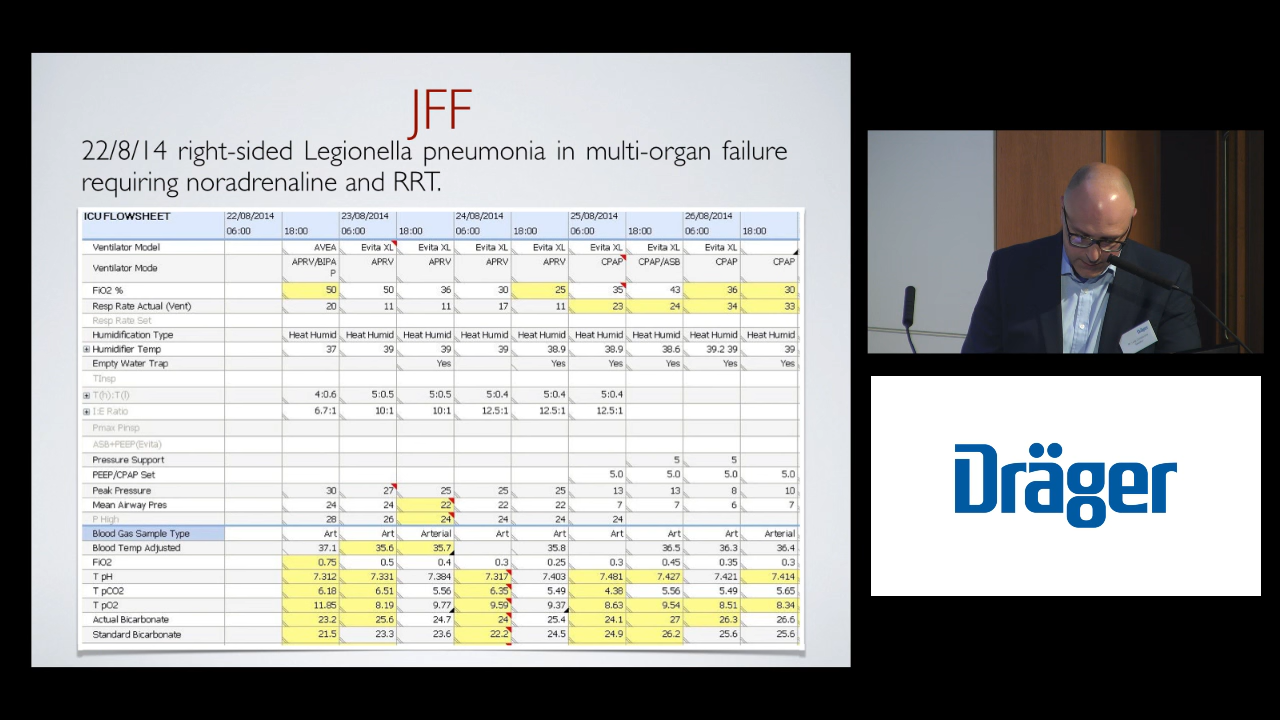 JFF
22/8/14 right-sided Legionella pneumonia in multi-organ failure
requiring noradrenaline and RRT.
ICU FLOWSHEET 22/08/2014 23/08/2014 24/08/2014 25/08/2014 26/08/2014
06:00 18:00 06:00 18:00 06:00 18:00 06:00 18:00 06:00 18:00
Ventilator Model AVEA Evita XL Evita XL Evita XL Evita XL Evita XL Evita XL Evita XL
Ventilator Mode APRV/BIPA P APRV APRV APRV APRV CPAP CPAP/ASB CPAP CPAP
FiO2 % 50 50 36 30 25 35 43 36 30
Resp Rate Actual (Vent) 20 11 11 17 11 23 24 34 33
Resp Rate Set
Humidification Type Heat Humid Heat Humid Heat Humid Heat Humid Heat Humid Heat Humid Heat Humid Heat Humid Heat Humid
Humidifier Temp 37 39 39 39 38.9 38.9 38.6 39.2 39 39
Empty Water Trap Yes Yes Yes Yes Yes Yes
TInsp
T(h):T(l) 4:0.6 5:0.5 5:0.5 5:0.4 5:0.4 5:0.4
I:E Ratio 6.7:1 10:1 10:1 12.5:1 12.5:1 12.5:1
Pmax Pinsp
ASB+PEEP(Evita)
Pressure Support 5 5
PEEP/CPAP Set 5.0 5.0 5.0 5.0
Peak Pressure 30 27 25 25 25 13 13 8 10
Mean Airway Pres 24 24 22 22 22 7 7 6 7
P High 28 26 24 24 24 24
Blood Gas Sample Type Art Art Arterial Art Art Art Art Art Arterial
Blood Temp Adjusted 37.1 35.6 35.7 35.8 36.5 36.3 36.4
FiO2 0.75 0.5 0.4 0.3 0.25 0.3 0.45 0.35 0.3
T pH 7.312 7.331 7.384 7.317 7.403 7.481 7.427 7.421 7.414
T pCO2 6.18 6.51 5.56 6.35 5.49 4.38 5.56 5.49 5.65
T pO2 11.85 8.19 9.77 9.59 9.37 8.63 9.54 8.51 8.34
Actual Bicarbonate 23.2 25.6 24.7 24 25.4 24.1 27 26.3 26.6
Standard Bicarbonate 21.5 23.3 23.6 22.2 24.5 24.9 26.2 25.6 25.6
Dräger